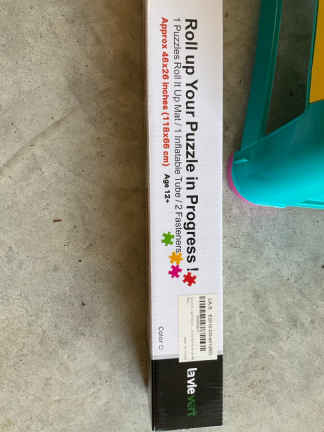 Roll up Your Puzzle in Progress !
1 Puzzles Roll It Up Mat / 1 Inflatable Tube / 2 Fasteners
Approx 46x26 inches (118x66 cm) Age 12+
Color
lavievert